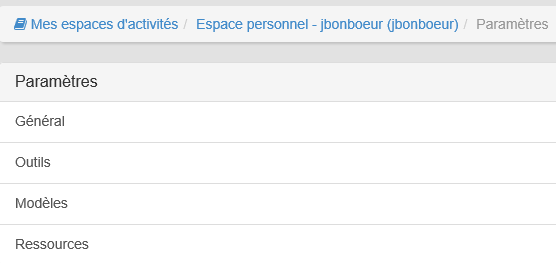 Mes espaces d'activités / Espace personnel - jbonboeur (jbonboeur) / Paramètres
Paramètres
Général
Outils
Modèles
Ressources